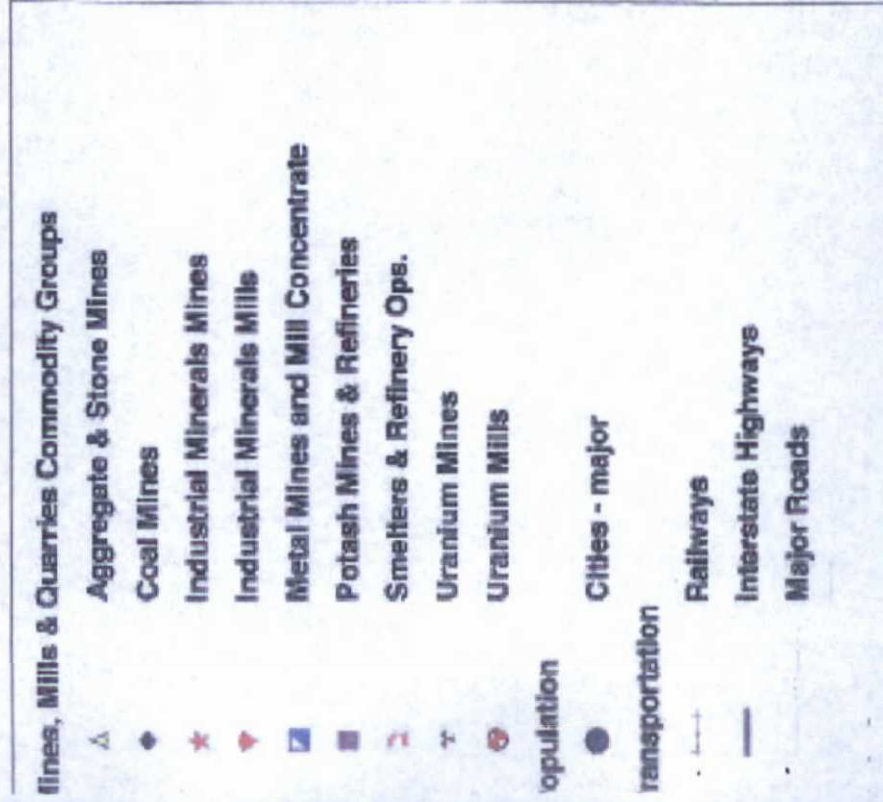 lines, Mills & Quarries Commodity Groups
Aggregate & Stone Mines
Coal Mines
Industrial Minerals Mines
Industrial Minerals Mills
Metal Mines and Mill Concentrate
Potash Mines & Refineries
Smelters & Refinery Ops.
Uranium Mines
Uranium Mills
opulation
Cities - major
ransportation
Railways
Interstate Highways
Major Roads